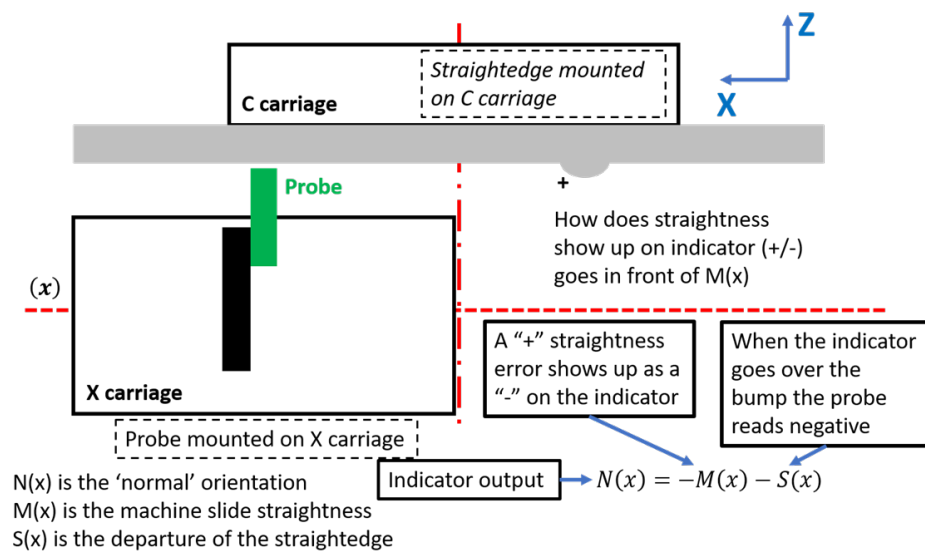 Z
Straightedge mounted
on C carriage
C carriage
X
Probe
+
How does straightness
show up on indicator (+/-)
goes in front of M(x)
(x)
A “+” straightness
error shows up as a
“-” on the indicator
When the indicator
goes over the
bump the probe
reads negative
X carriage
Probe mounted on X carriage
Indicator output
N(x) = −M(x) − S(x)
N(x) is the ‘normal’ orientation
M(x) is the machine slide straightness
S(x) is the departure of the straightedge